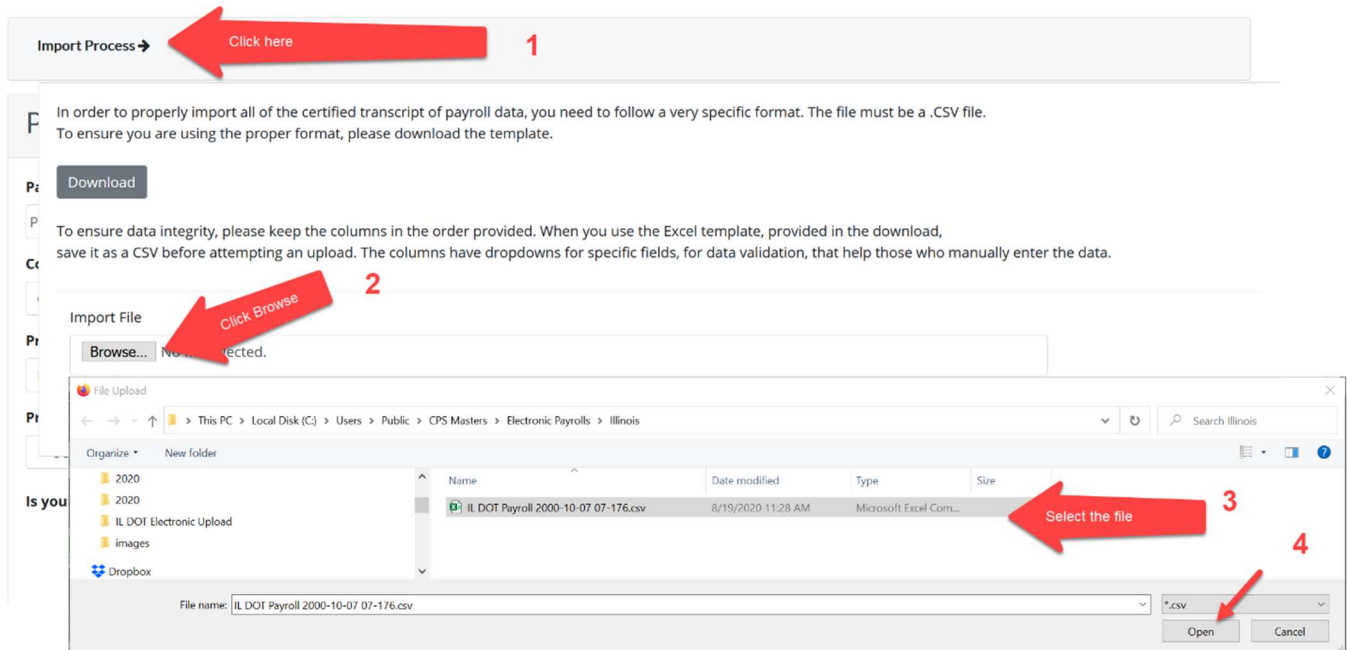 Import Process →
Click here
1
In order to properly import all of the certified transcript of payroll data, you need to follow a very specific format. The file must be a .CSV file.
To ensure you are using the proper format, please download the template.
Download
To ensure data integrity, please keep the columns in the order provided. When you use the Excel template, provided in the download,
save it as a CSV before attempting an upload. The columns have dropdowns for specific fields, for data validation, that help those who manually enter the data.
2
Click Browse
Import File
Browse...
File Upload
This PC > Local Disk (C:) > Users > Public > CPS Masters > Electronic Payrolls > Illinois
Search Illinois
Organize
New folder
Name
Date modified
Type
Size
2020
2020
IL DOT Electronic Upload
images
Dropbox
IL DOT Payroll 2000-10-07 07-176.csv
8/19/2020 11:28 AM
Microsoft Excel Com...
Select the file
3
4
Is you
File name:
IL DOT Payroll 2000-10-07 07-176.csv
*.csv
Open
Cancel